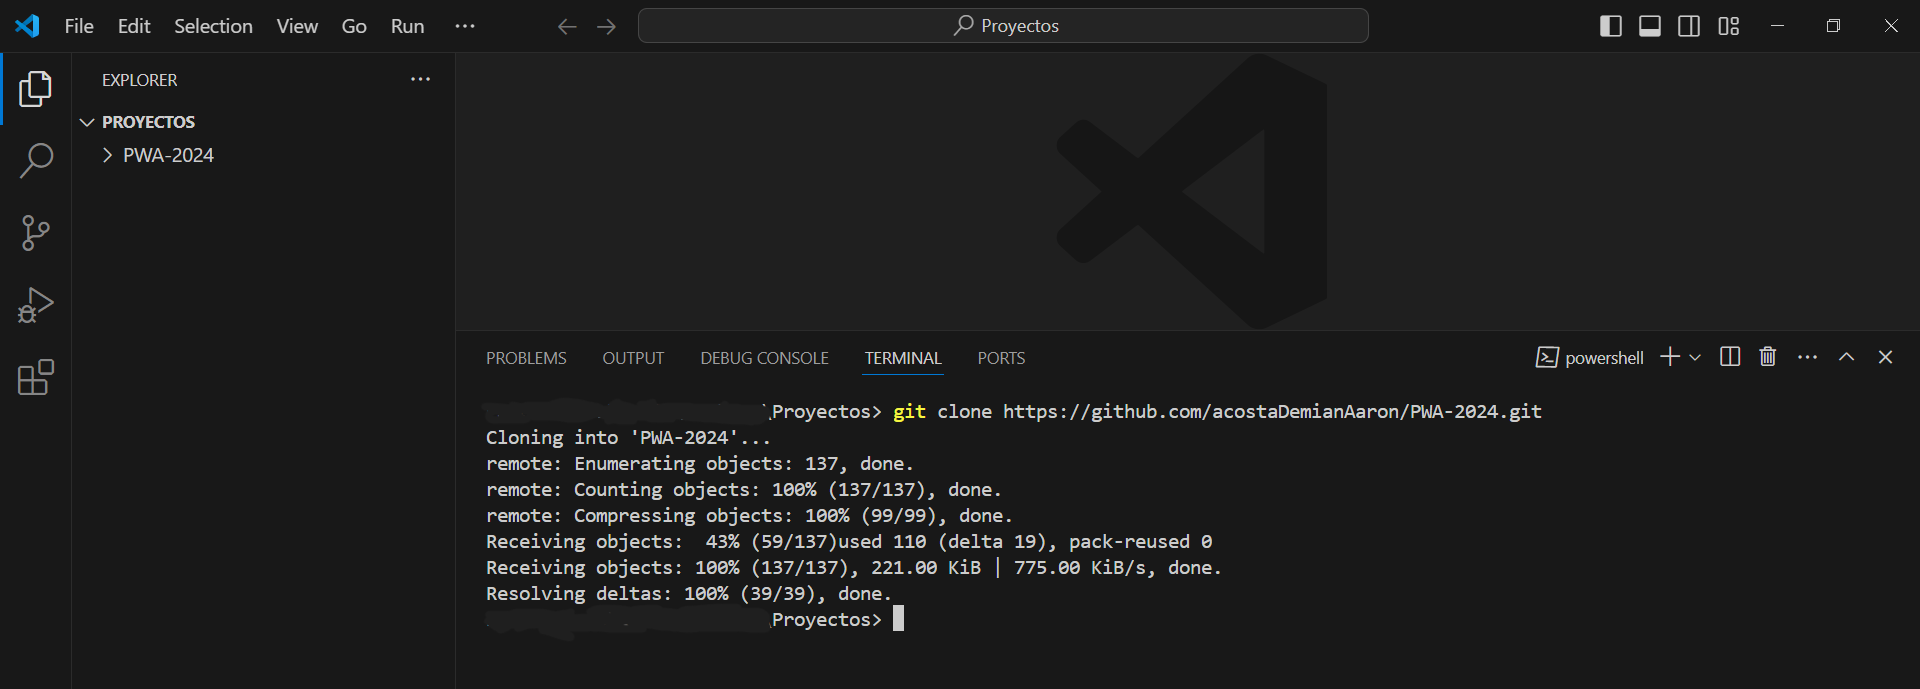 File Edit Selection View Go Run ···
Proyectos
EXPLORER ···
PROYECTOS
PWA-2024
PROBLEMS OUTPUT DEBUG CONSOLE TERMINAL PORTS
powershell
\Proyectos> git clone https://github.com/acostaDemianAaron/PWA-2024.git
Cloning into 'PWA-2024'...
remote: Enumerating objects: 137, done.
remote: Counting objects: 100% (137/137), done.
remote: Compressing objects: 100% (99/99), done.
Receiving objects:  43% (59/137)used 110 (delta 19), pack-reused 0
Receiving objects: 100% (137/137), 221.00 KiB | 775.00 KiB/s, done.
Resolving deltas: 100% (39/39), done.
\Proyectos>